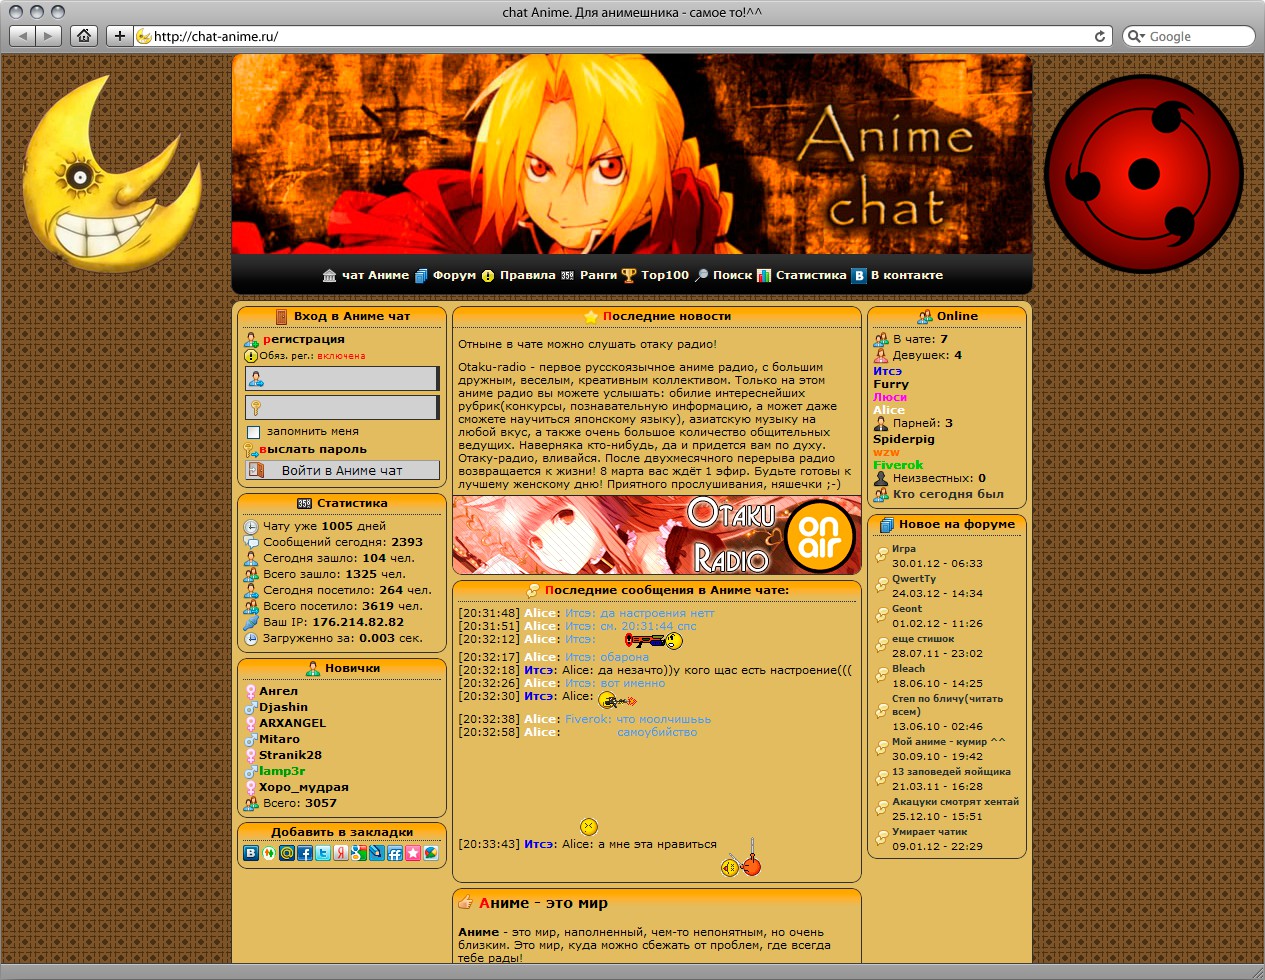 chat Anime. Для анимешника - самое то!^^
http://chat-anime.ru/
Google
Anime
chat
чат Аниме Форум Правила Ранги Top100 Поиск Статистика В контакте
Вход в Аниме чат
регистрация
Обяз. рег.: включена
запомнить меня
выслать пароль
Войти в Аниме чат
Статистика
Чату уже 1005 дней
Сообщений сегодня: 2393
Сегодня зашло: 104 чел.
Всего зашло: 1325 чел.
Сегодня посетило: 264 чел.
Всего посетило: 3619 чел.
Ваш IP: 176.214.82.82
Загруженно за: 0.003 сек.
Новички
Ангел
Djashin
ARXANGEL
Mitaro
Stranik28
lamp3r
Хоро_мудрая
Всего: 3057
Добавить в закладки
Последние новости
Отныне в чате можно слушать отаку радио!
Otaku-radio - первое русскоязычное аниме радио, с большим
дружным, веселым, креативным коллективом. Только на этом
аниме радио вы можете услышать: обилие интереснейших
рубрик(конкурсы, познавательную информацию, а может даже
сможете научиться японскому языку), азиатскую музыку на
любой вкус, а также очень большое количество общительных
ведущих. Наверняка кто-нибудь, да и придется вам по духу.
Отаку-радио, вливайся. После двухмесячного перерыва радио
возвращается к жизни! 8 марта вас ждёт 1 эфир. Будьте готовы к
лучшему женскому дню! Приятного прослушивания, няшечки ;-)
Otaku
Radio
on
air
Последние сообщения в Аниме чате:
[20:31:48] Alice: Итсэ: да настроения нетт
[20:31:51] Alice: Итсэ: см. 20:31:44 спс
[20:32:12] Alice: Итсэ:
[20:32:17] Alice: Итсэ: обарона
[20:32:18] Итсэ: Alice: да незачто))у кого щас есть настроение(((
[20:32:26] Alice: Итсэ: вот именно
[20:32:30] Итсэ: Alice:
[20:32:38] Alice: Fiverok: что моолчишььь
[20:32:58] Alice: самоубийство
[20:33:43] Итсэ: Alice: а мне эта нравиться
Аниме - это мир
Аниме - это мир, наполненный, чем-то непонятным, но очень
близким. Это мир, куда можно сбежать от проблем, где всегда
тебе рады!
Online
В чате: 7
Девушек: 4
Итсэ
Furry
Люси
Alice
Парней: 3
Spiderpig
wzw
Fiverok
Неизвестных: 0
Кто сегодня был
Новое на форуме
Игра
30.01.12 - 06:33
QwertTy
24.03.12 - 14:34
Geont
01.02.12 - 11:26
еще стишок
28.07.11 - 23:02
Bleach
18.06.10 - 14:25
Степ по бличу(читать
всем)
13.06.10 - 02:46
Мой аниме - кумир ^^
30.09.10 - 19:42
13 заповедей яойщика
21.03.11 - 16:28
Акацуки смотрят хентай
25.12.10 - 15:51
Умирает чатик
09.01.12 - 22:29